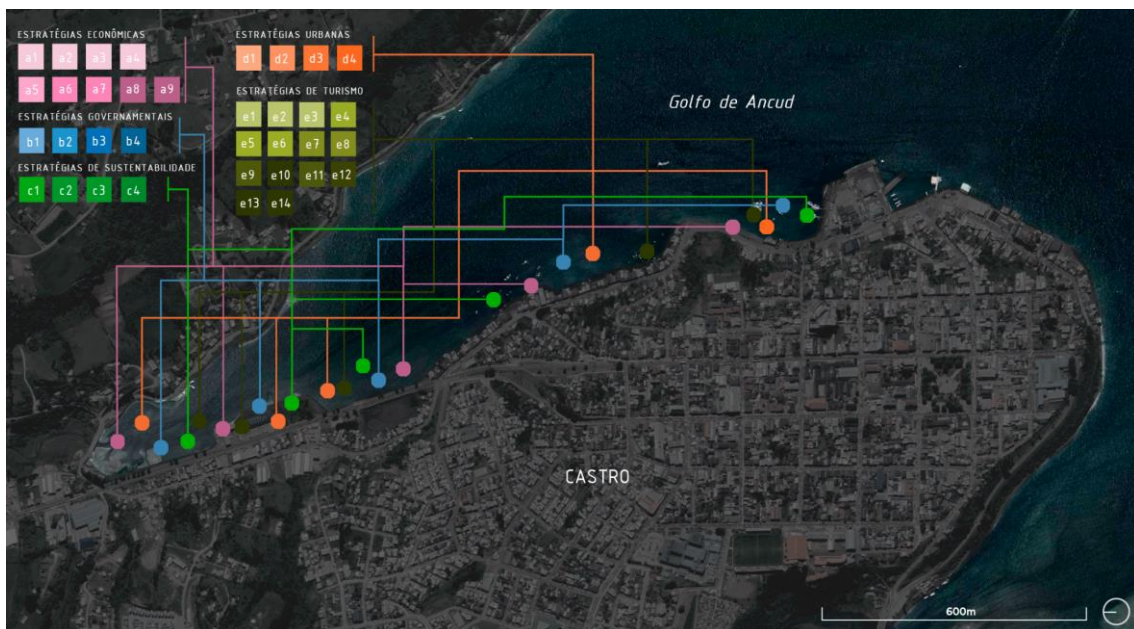 ESTRATÉGIAS ECONÔMICAS
a1 a2 a3 a4
a5 a6 a7 a8 a9
ESTRATÉGIAS GOVERNAMENTAIS
b1 b2 b3 b4
ESTRATÉGIAS DE SUSTENTABILIDADE
c1 c2 c3 c4
ESTRATÉGIAS URBANAS
d1 d2 d3 d4
ESTRATÉGIAS DE TURISMO
e1 e2 e3 e4
e5 e6 e7 e8
e9 e10 e11 e12
e13 e14
Golfo de Ancud
CASTRO
600m